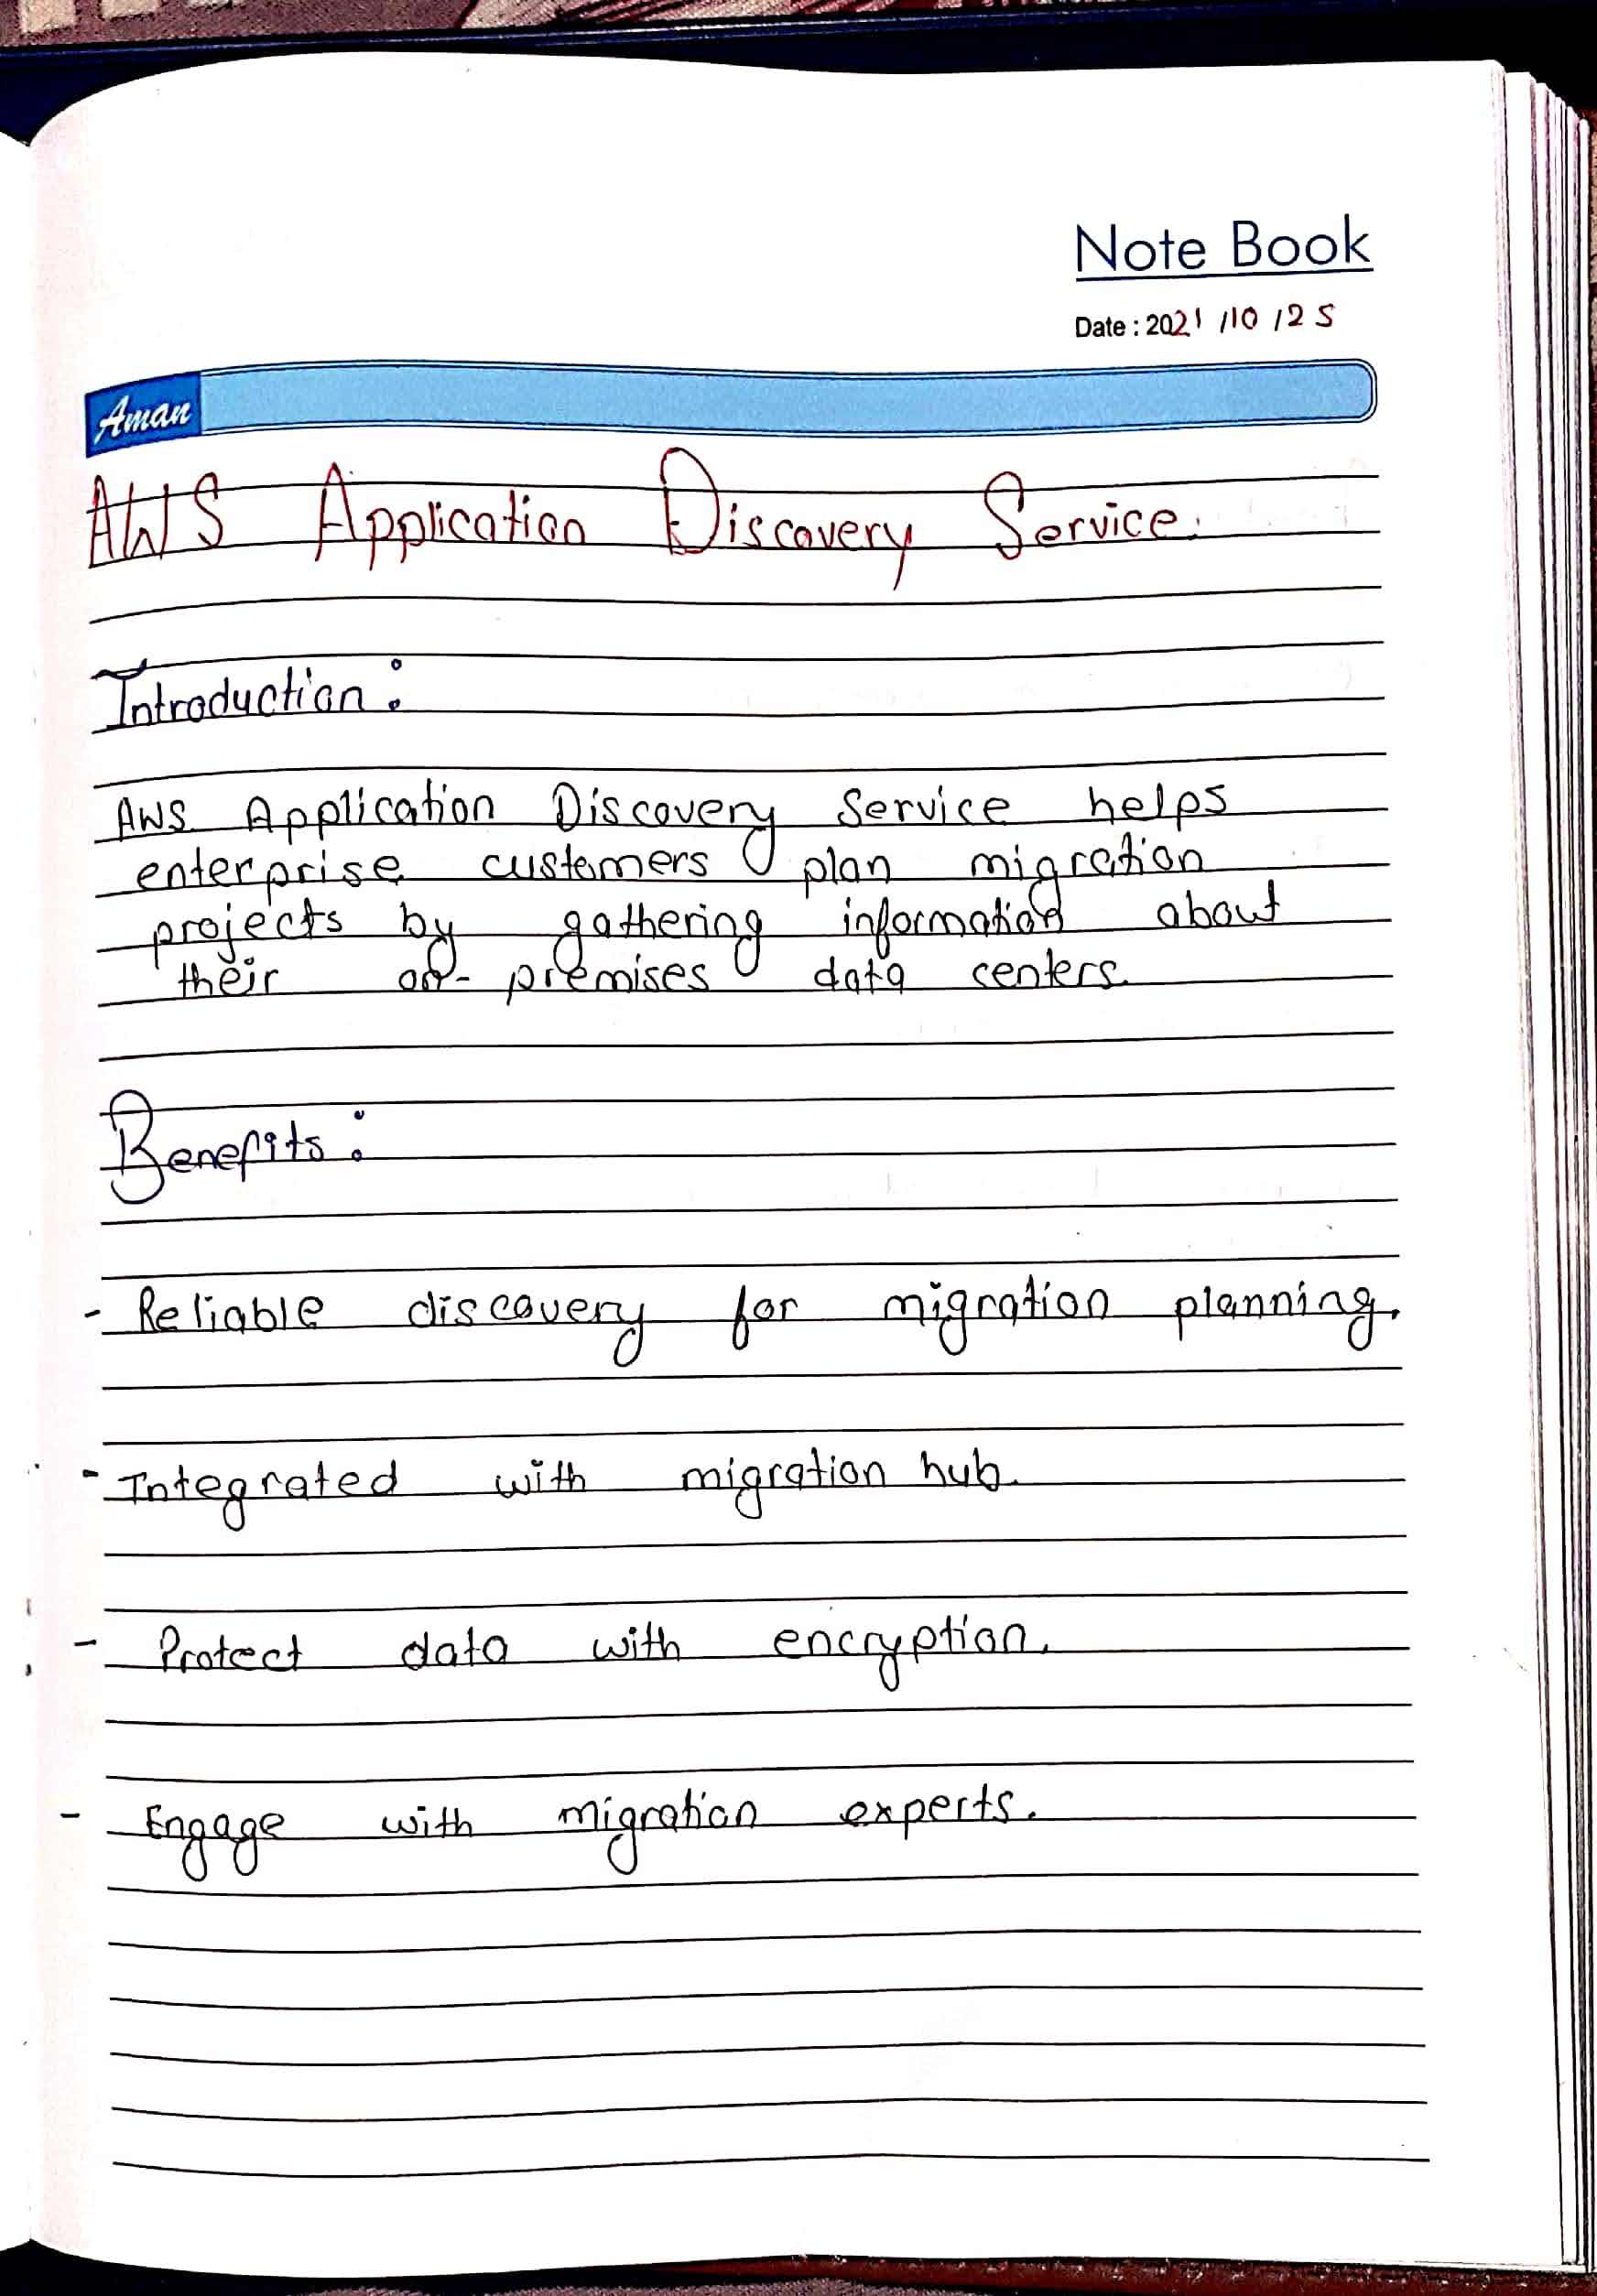 Note Book
Date : 2021/10/25
Aman
AWS Application Discovery Service.
Introduction:
AWS Application Discovery Service helps
enterprise customers plan migration
projects by gathering information about
their on-premises data centers.
Benefits:
- Reliable discovery for migration planning.
- Integrated with migration hub.
- Protect data with encryption.
- Engage with migration experts.